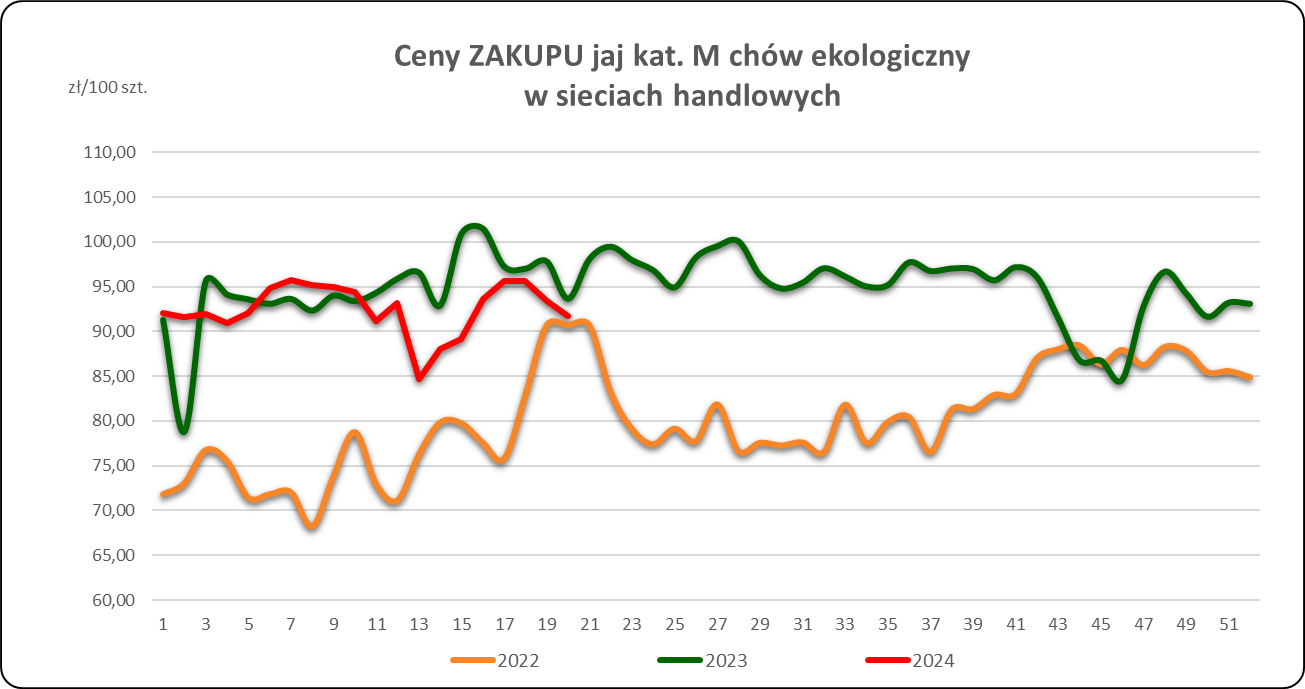 Ceny ZAKUPU jaj kat. M chów ekologiczny
w sieciach handlowych
zł/100 szt.
110,00
105,00
100,00
95,00
90,00
85,00
80,00
75,00
70,00
65,00
60,00
1 3 5 7 9 11 13 15 17 19 21 23 25 27 29 31 33 35 37 39 41 43 45 47 49 51
2022 2023 2024